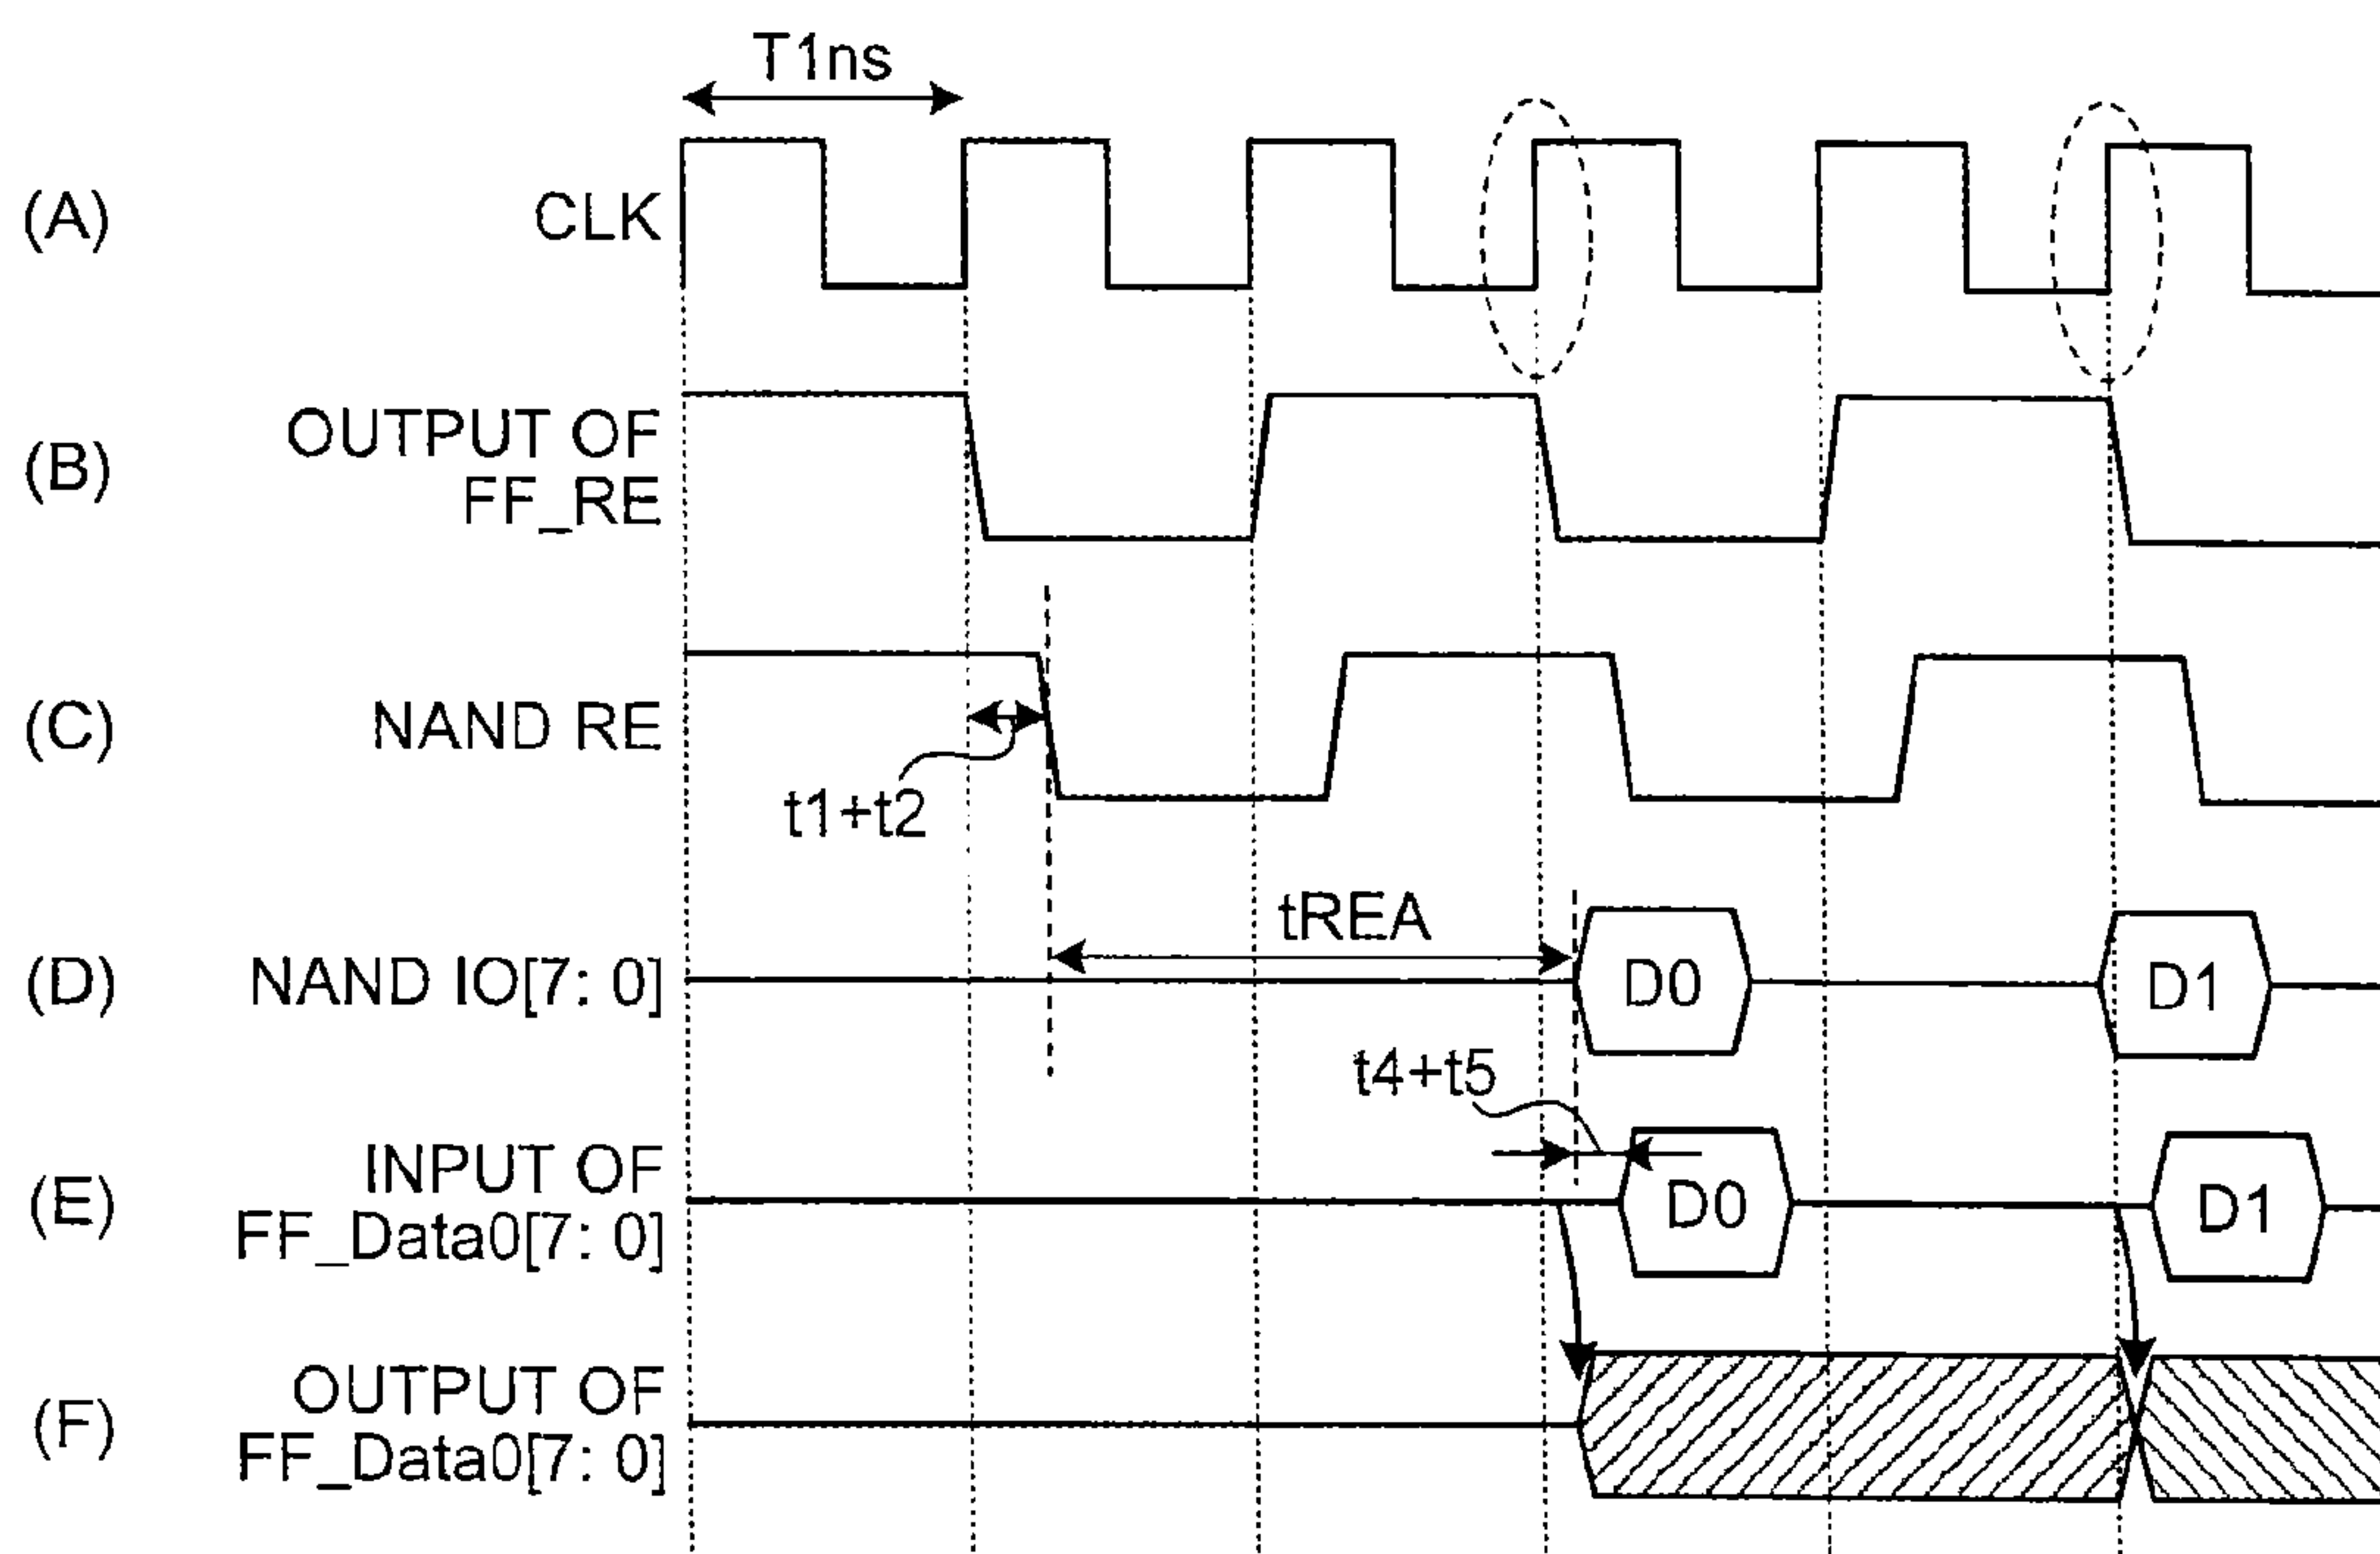 T1ns
(A)
CLK
(B)
OUTPUT OF
FF_RE
(C)
NAND RE
t1+t2
(D)
NAND IO[7: 0]
tREA
D0
D1
t4+t5
(E)
INPUT OF
FF_Data0[7: 0]
D0
D1
(F)
OUTPUT OF
FF_Data0[7: 0]